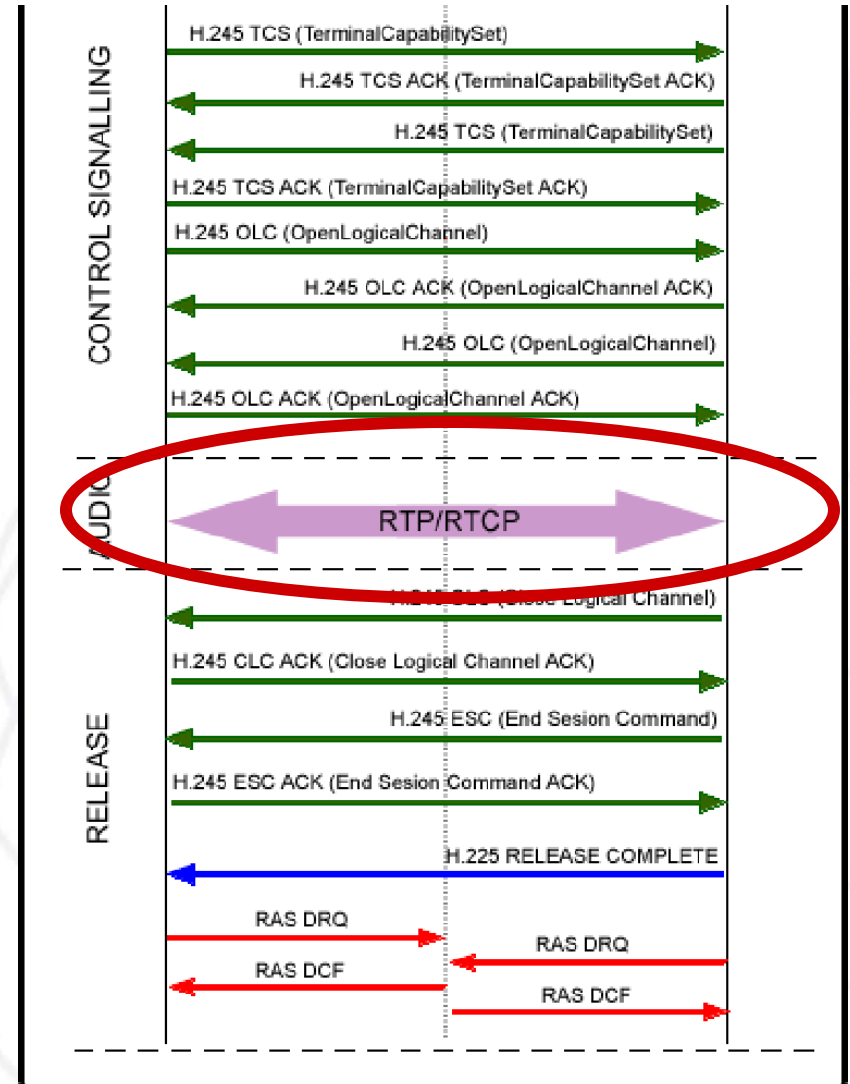 CONTROL SIGNALLING
H.245 TCS (TerminalCapabilitySet)
H.245 TCS ACK (TerminalCapabilitySet ACK)
H.245 TCS (TerminalCapabilitySet)
H.245 TCS ACK (TerminalCapabilitySet ACK)
H.245 OLC (OpenLogicalChannel)
H.245 OLC ACK (OpenLogicalChannel ACK)
H.245 OLC (OpenLogicalChannel)
H.245 OLC ACK (OpenLogicalChannel ACK)
AUDIO
RTP/RTCP
RELEASE
(Close Logical Channel)
H.245 CLC ACK (Close Logical Channel ACK)
H.245 ESC (End Sesion Command)
H.245 ESC ACK (End Sesion Command ACK)
H.225 RELEASE COMPLETE
RAS DRQ
RAS DRQ
RAS DCF
RAS DCF